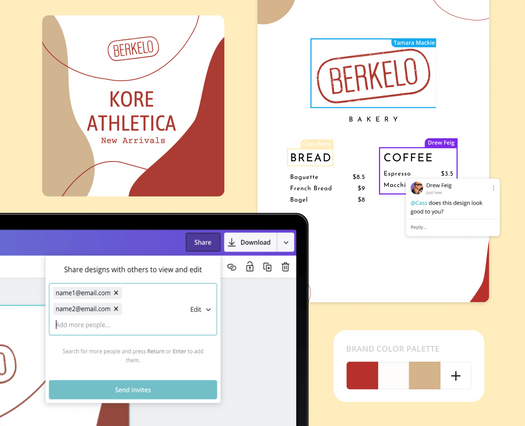 BERKELO
KORE
ATHLETICA
New Arrivals
Tamara Mackie
BERKELO
BAKERY
BREAD
Baguette $8.5
French Bread $9
Bagel $8
Drew Feig
COFFEE
Espresso $3.5
Drew Feig
just now
@Cass does this design look
good to you?
Reply...
Share
Download
Share designs with others to view and edit
name1@email.com ✕
name2@email.com ✕
Edit
Add more people...
Search for more people and press Return or Enter to add
them.
Send invites
BRAND COLOR PALETTE